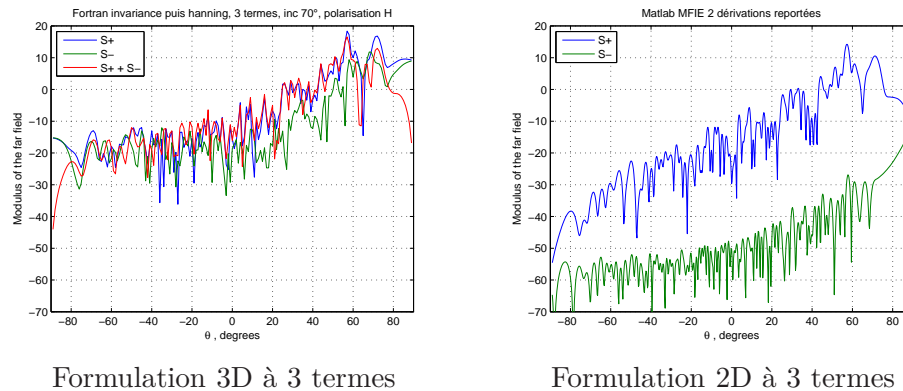 Fortran invariance puis hanning, 3 termes, inc 70°, polarisation H
20
10
0
−10
−20
−30
−40
−50
−60
70
Modulus of the far field
S+
S−
S+ + S−
−80 −60 −40 −20 0 20 40 60 80
θ , degrees
Formulation 3D à 3 termes
Matlab MFIE 2 dérivations reportées
20
10
0
−10
−20
−30
−40
−50
−60
70
Modulus of the far field
S+
S−
−80 −60 −40 −20 0 20 40 60 80
θ , degrees
Formulation 2D à 3 termes